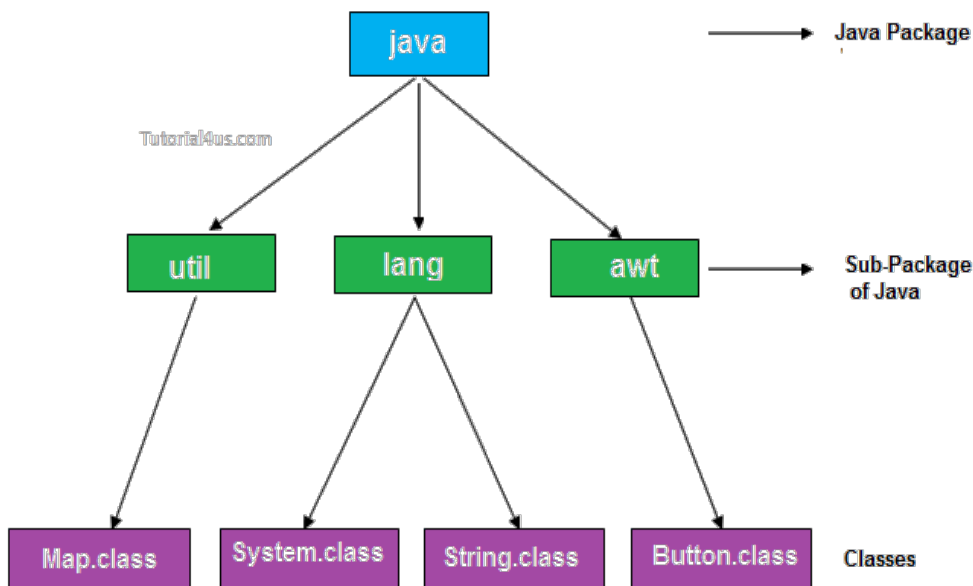 java
Java Package
Tutorial4us.com
util
lang
awt
Sub-Package
of Java
Map.class
System.class
String.class
Button.class
Classes